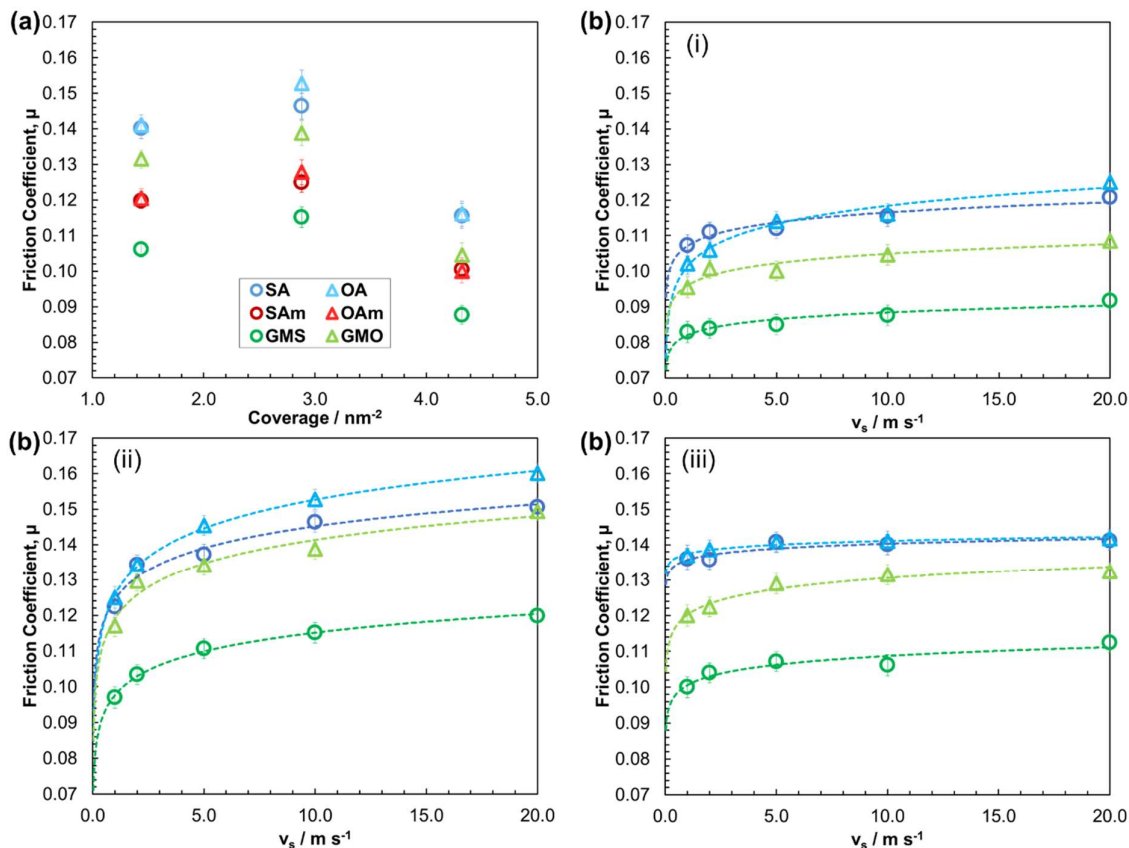 (a)
Friction Coefficient, μ
0.17
0.16
0.15
0.14
0.13
0.12
0.11
0.10
0.09
0.08
0.07
SA OA
SAm OAm
GMS GMO
1.0 2.0 3.0 4.0 5.0
Coverage / nm-2
(b)
(i)
Friction Coefficient, μ
0.17
0.16
0.15
0.14
0.13
0.12
0.11
0.10
0.09
0.08
0.07
0.0 5.0 10.0 15.0 20.0
vs / m s-1
(b)
(ii)
Friction Coefficient, μ
0.17
0.16
0.15
0.14
0.13
0.12
0.11
0.10
0.09
0.08
0.07
0.0 5.0 10.0 15.0 20.0
vs / m s-1
(b)
(iii)
Friction Coefficient, μ
0.17
0.16
0.15
0.14
0.13
0.12
0.11
0.10
0.09
0.08
0.07
0.0 5.0 10.0 15.0 20.0
vs / m s-1